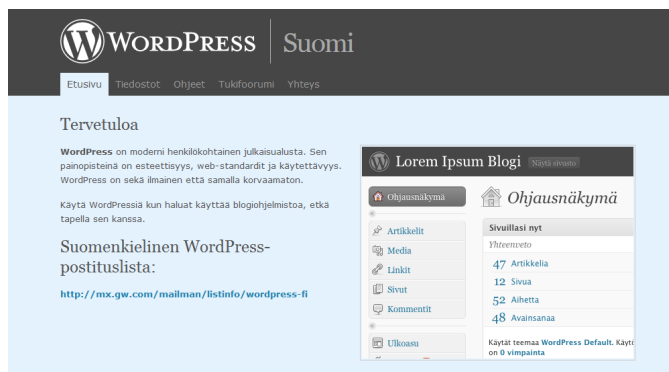 WORDPRESS Suomi
Etusivu Tiedostot Ohjeet Tukifoorumi Yhteys
Tervetuloa
WordPress on moderni henkilökohtainen julkaisualusta. Sen
painopisteinä on esteettisyys, web-standardit ja käytettävyys.
WordPress on sekä ilmainen että samalla korvaamaton.
Käytä WordPressiä kun haluat käyttää blogiohjelmistoa, etkä
tapella sen kanssa.
Suomenkielinen WordPress-
postituslista:
http://mx.gw.com/mailman/listinfo/wordpress-fi
Lorem Ipsum Blogi Näytä sivusto
Ohjausnäkymä
Artikkelit
Media
Linkit
Sivut
Kommentit
Ulkoasu
Ohjausnäkymä
Sivuillasi nyt
Yhteenveto
47 Artikkelia
12 Sivua
52 Aihetta
48 Avainsanaa
Käytät teemaa WordPress Default. Käytö
on 0 vimpainta